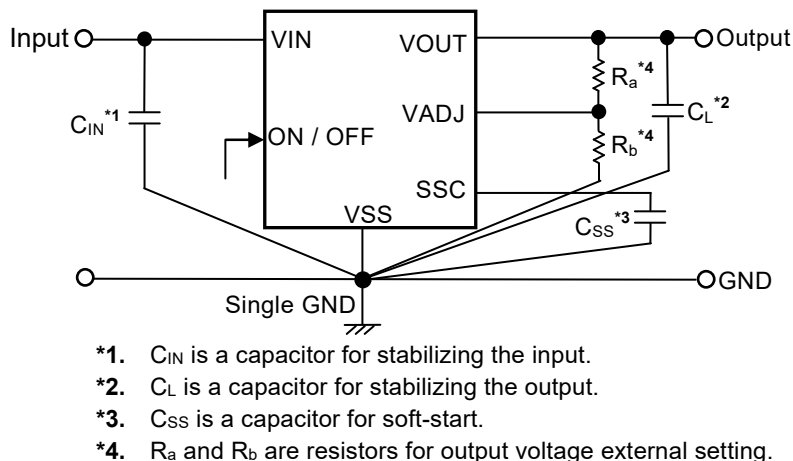 Input VIN VOUT Output
Ra*4
CIN*1 VADJ CL*2
ON / OFF Rb*4
SSC
VSS CSS*3
GND
Single GND
*1. CIN is a capacitor for stabilizing the input.
*2. CL is a capacitor for stabilizing the output.
*3. CSS is a capacitor for soft-start.
*4. Ra and Rb are resistors for output voltage external setting.